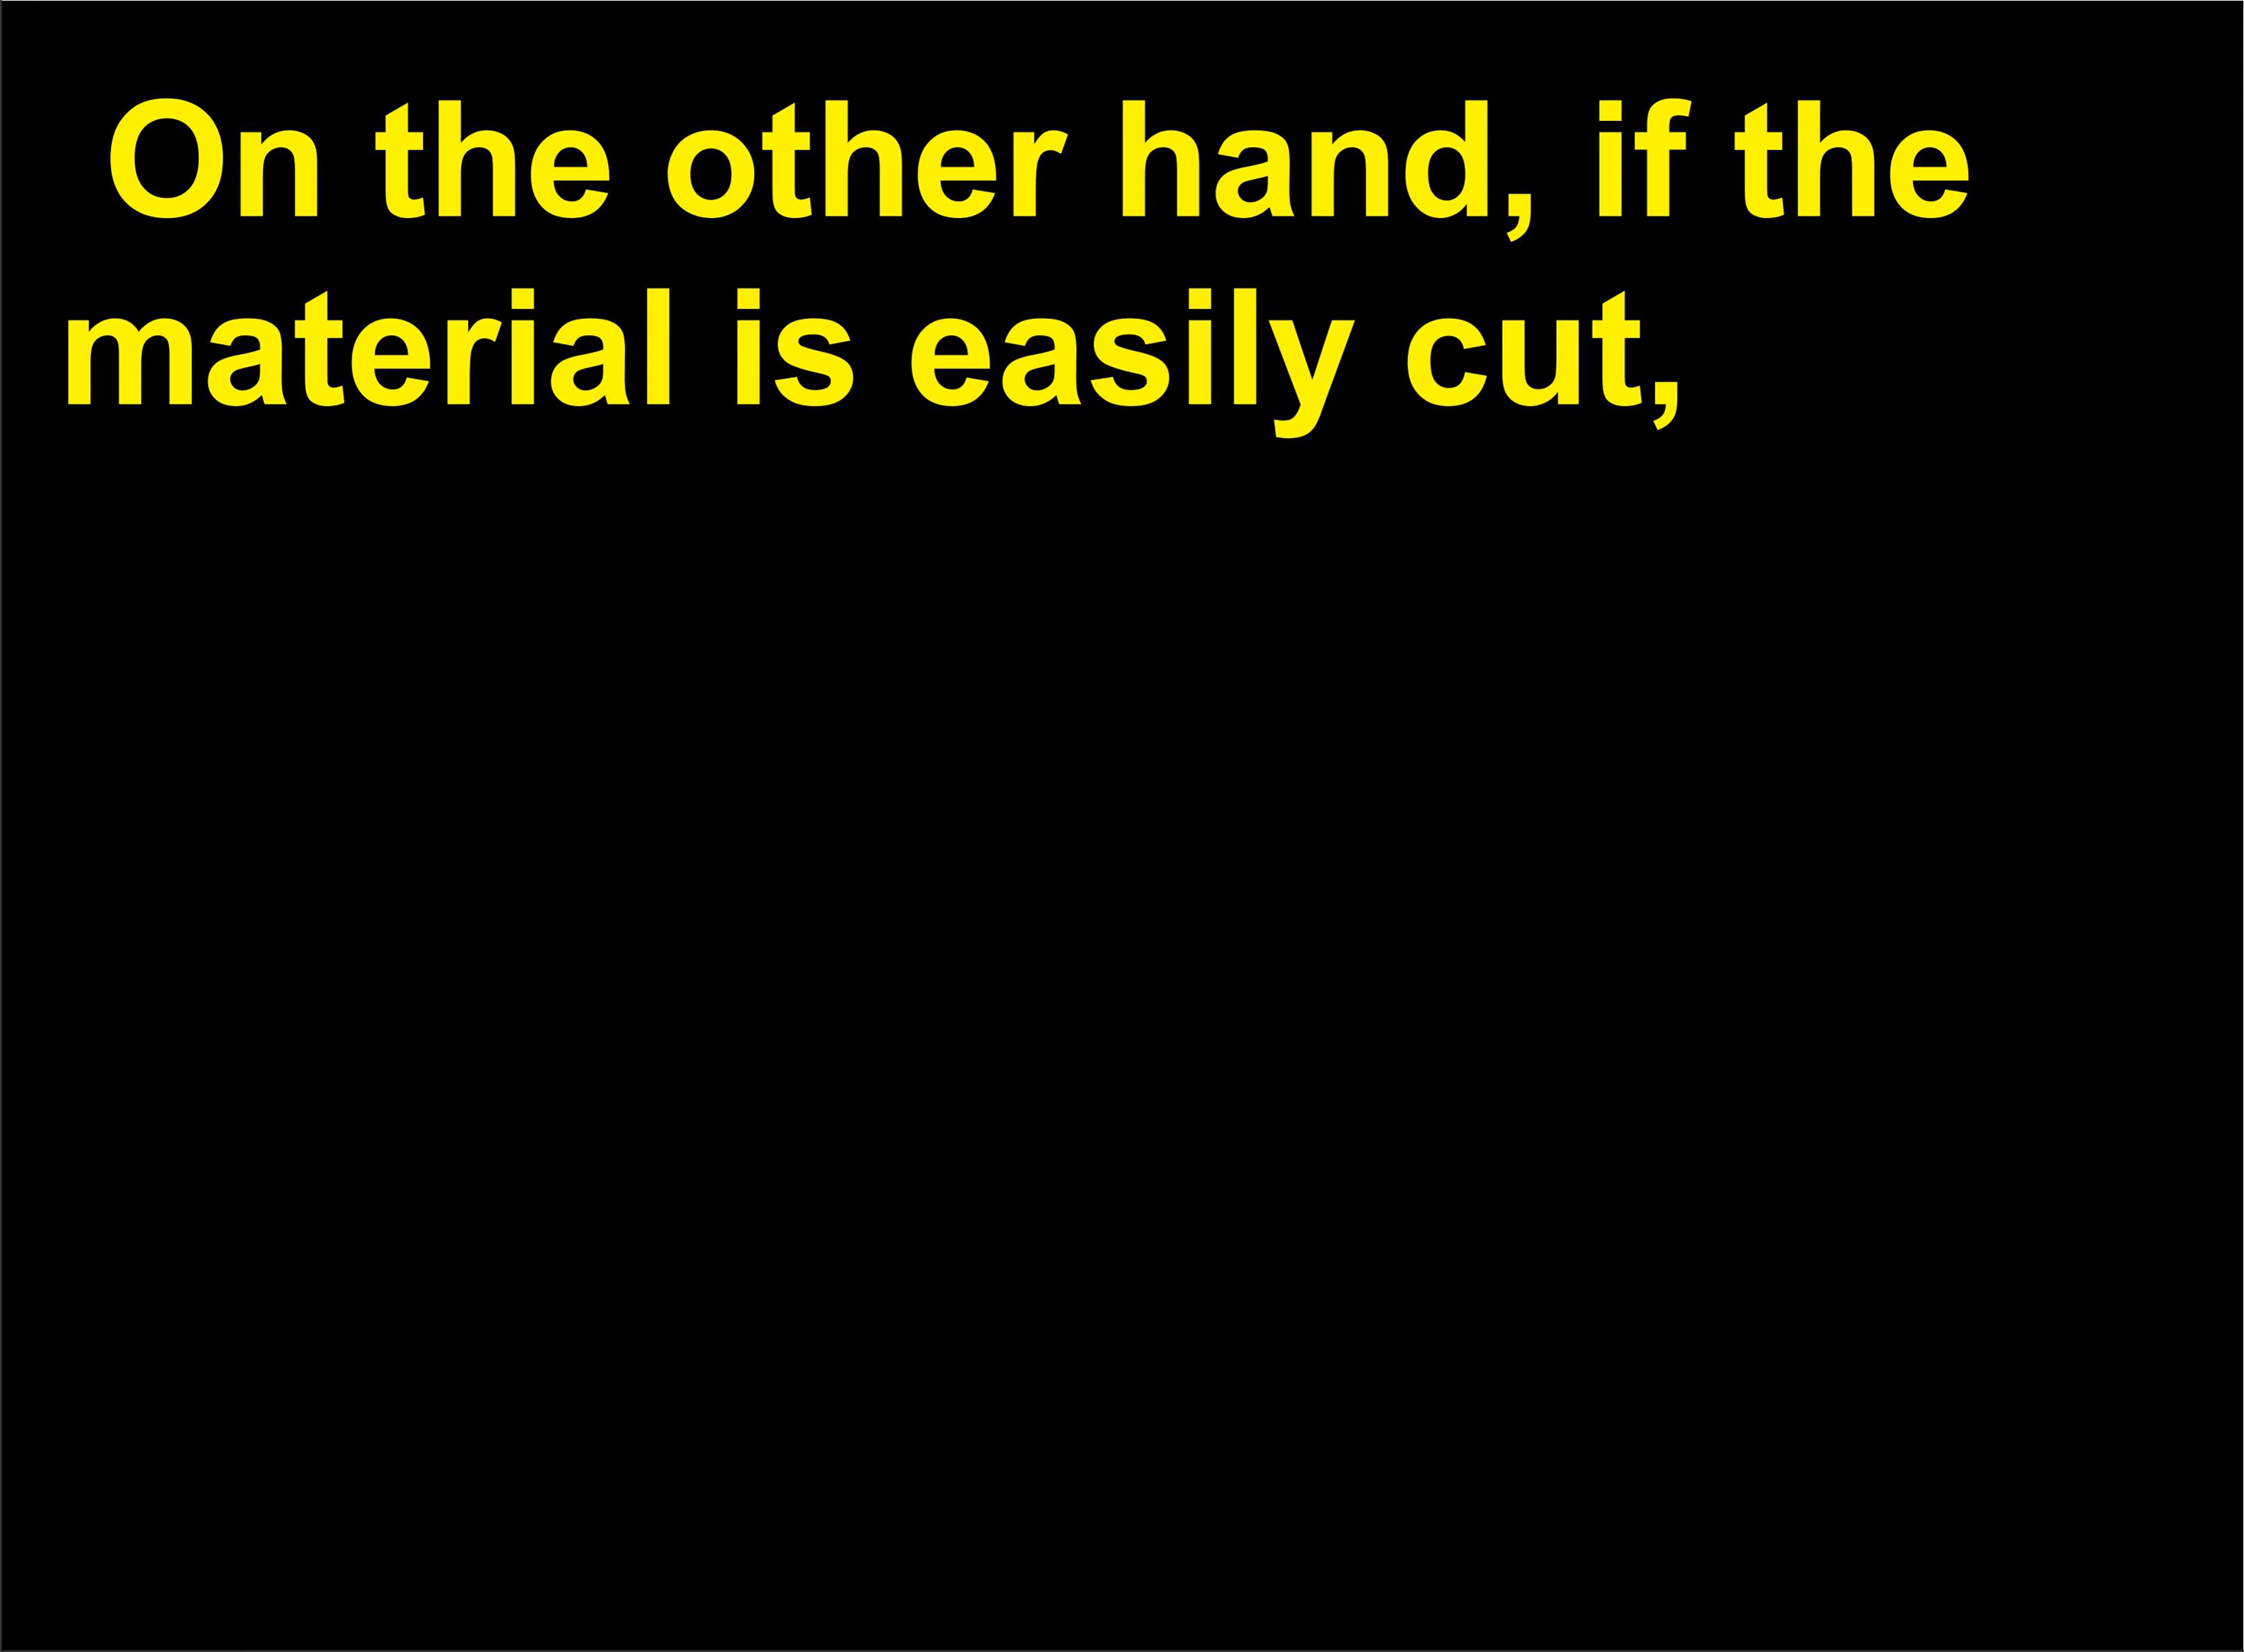 On the other hand, if the
material is easily cut,